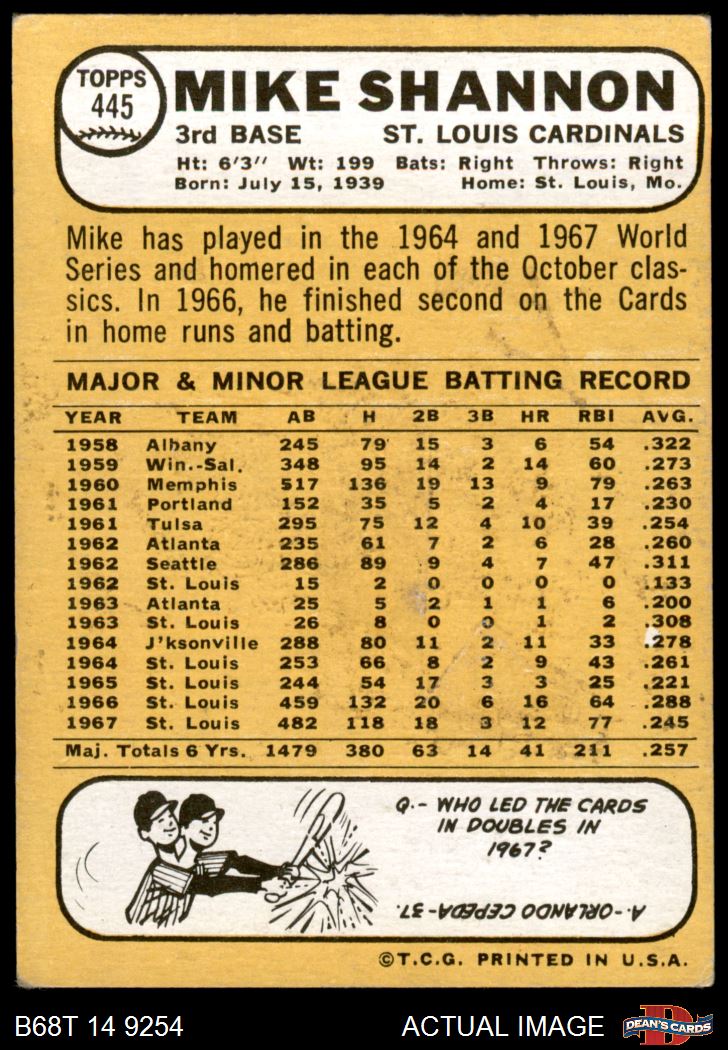 TOPPS
445
MIKE SHANNON
3rd BASE ST. LOUIS CARDINALS
Ht: 6'3" Wt: 199 Bats: Right Throws: Right
Born: July 15, 1939 Home: St. Louis, Mo.
Mike has played in the 1964 and 1967 World
Series and homered in each of the October clas-
sics. In 1966, he finished second on the Cards
in home runs and batting.
MAJOR & MINOR LEAGUE BATTING RECORD
YEAR TEAM AB H 2B 3B HR RBI AVG.
1958 Albany 245 79 15 3 6 54 .322
1959 Win.-Sal. 348 95 14 2 14 60 .273
1960 Memphis 517 136 19 13 9 79 .263
1961 Portland 152 35 5 2 4 17 .230
1961 Tulsa 295 75 12 4 10 39 .254
1962 Atlanta 235 61 7 2 6 28 .260
1962 Seattle 286 89 9 4 7 47 .311
1962 St. Louis 15 2 0 0 0 0 .133
1963 Atlanta 25 5 2 1 1 6 .200
1963 St. Louis 26 8 0 0 1 2 .308
1964 J'ksonville 288 80 11 2 11 33 .278
1964 St. Louis 253 66 8 2 9 43 .261
1965 St. Louis 244 54 17 3 3 25 .221
1966 St. Louis 459 132 20 6 16 64 .288
1967 St. Louis 482 118 18 3 12 77 .245
Maj. Totals 6 Yrs. 1479 380 63 14 41 211 .257
Q.- WHO LED THE CARDS
IN DOUBLES IN
1967?
A.-ORLANDO CEPEDA-37.
©T.C.G. PRINTED IN U.S.A.
B68T 14 9254 ACTUAL IMAGE
D
DEAN'S CARDS